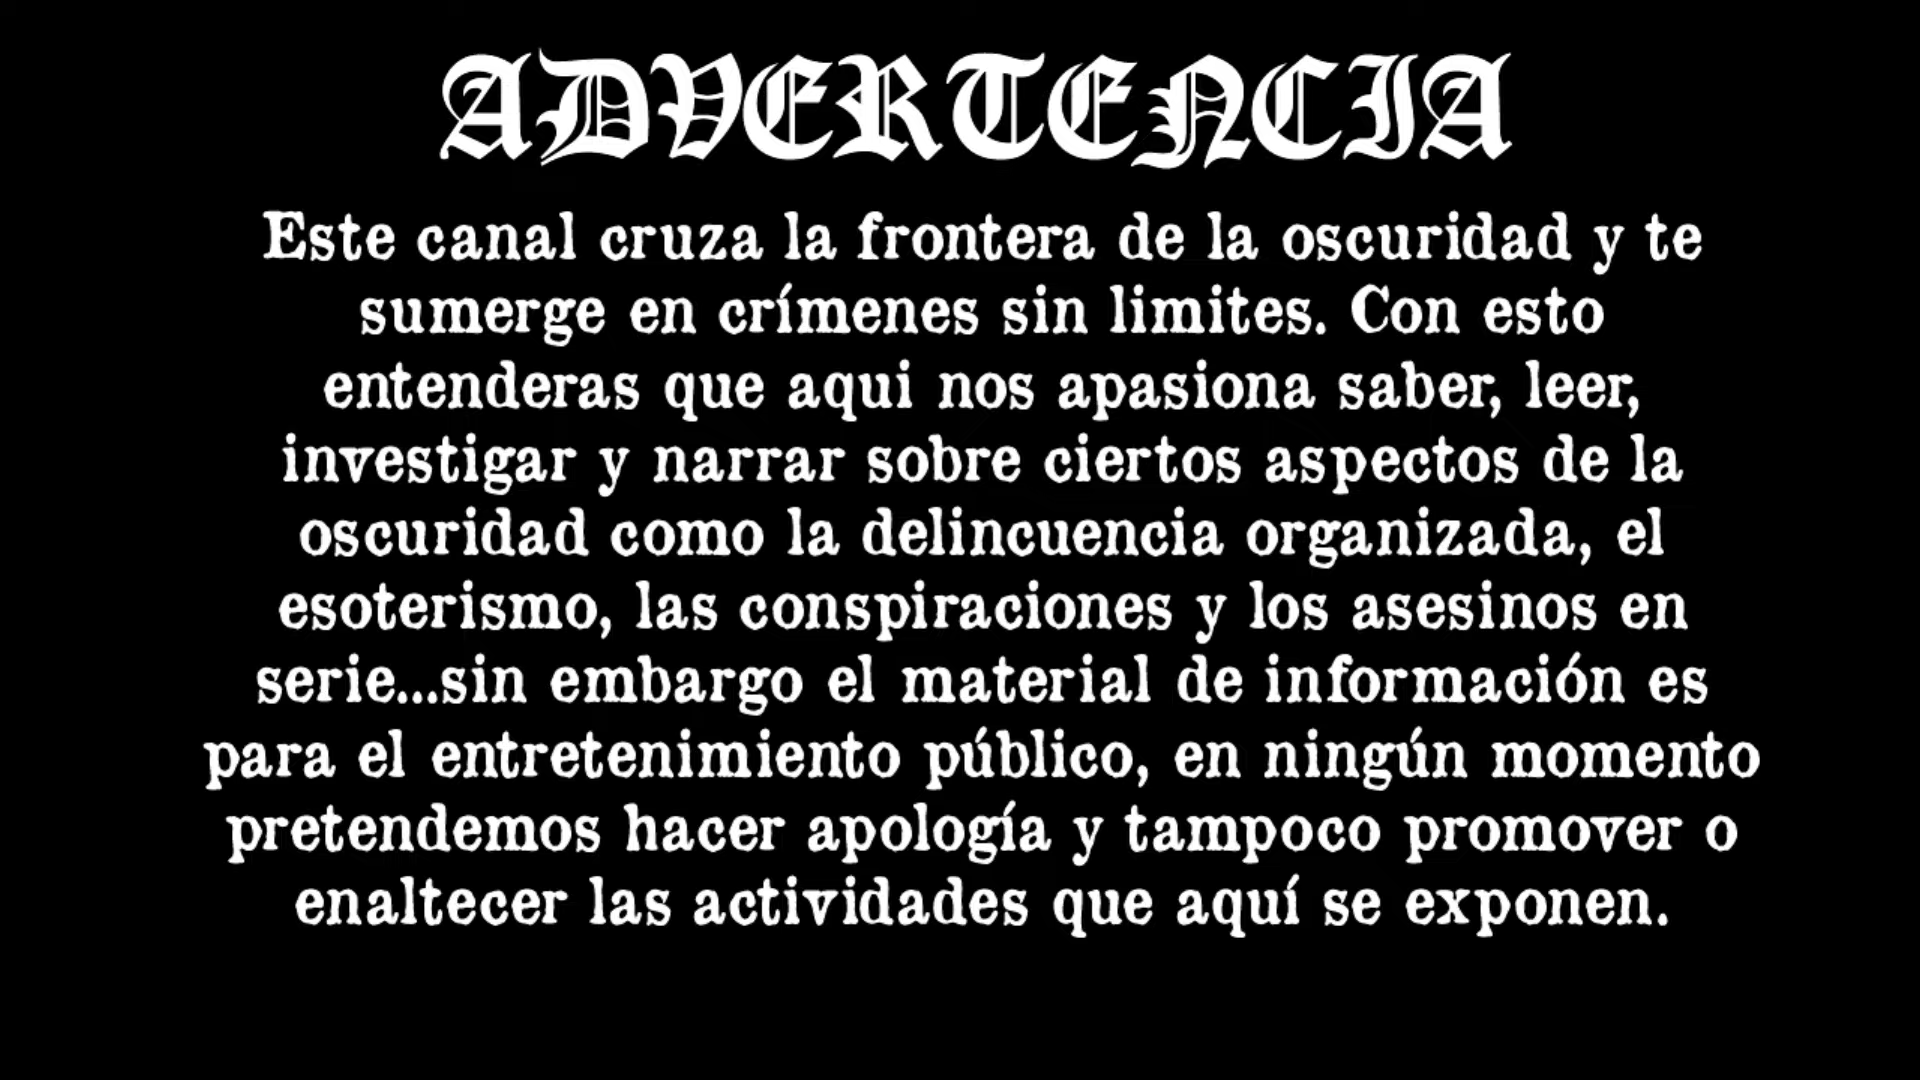 ADVERTENCIA
Este canal cruza la frontera de la oscuridad y te
sumerge en crímenes sin limites. Con esto
entenderas que aqui nos apasiona saber, leer,
investigar y narrar sobre ciertos aspectos de la
oscuridad como la delincuencia organizada, el
esoterismo, las conspiraciones y los asesinos en
serie...sin embargo el material de información es
para el entretenimiento público, en ningún momento
pretendemos hacer apología y tampoco promover o
enaltecer las actividades que aquí se exponen.